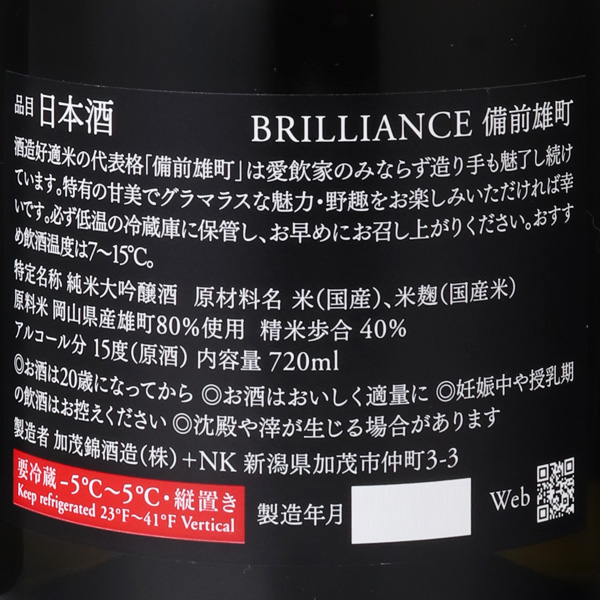 品目 日本酒
BRILLIANCE 備前雄町
酒造好適米の代表格「備前雄町」は愛飲家のみならず造り手も魅了し続け
ています。特有の甘美でグラマラスな魅力・野趣をお楽しみいただければ幸
いです。必ず低温の冷蔵庫に保管し、お早めにお召し上がりください。おすす
め飲酒温度は7~15℃。
特定名称 純米大吟醸酒 原材料名 米(国産)、米麹(国産米)
原料米 岡山県産雄町80%使用 精米歩合 40%
アルコール分 15度(原酒) 内容量 720ml
◎お酒は20歳になってから ◎お酒はおいしく適量に ◎妊娠中や授乳期
の飲酒はお控えください ◎沈殿や滓が生じる場合があります
製造者 加茂錦酒造(株)+NK 新潟県加茂市仲町3-3
要冷蔵 -5℃~5℃・縦置き
Keep refrigerated 23°F~41°F Vertical
製造年月
Web